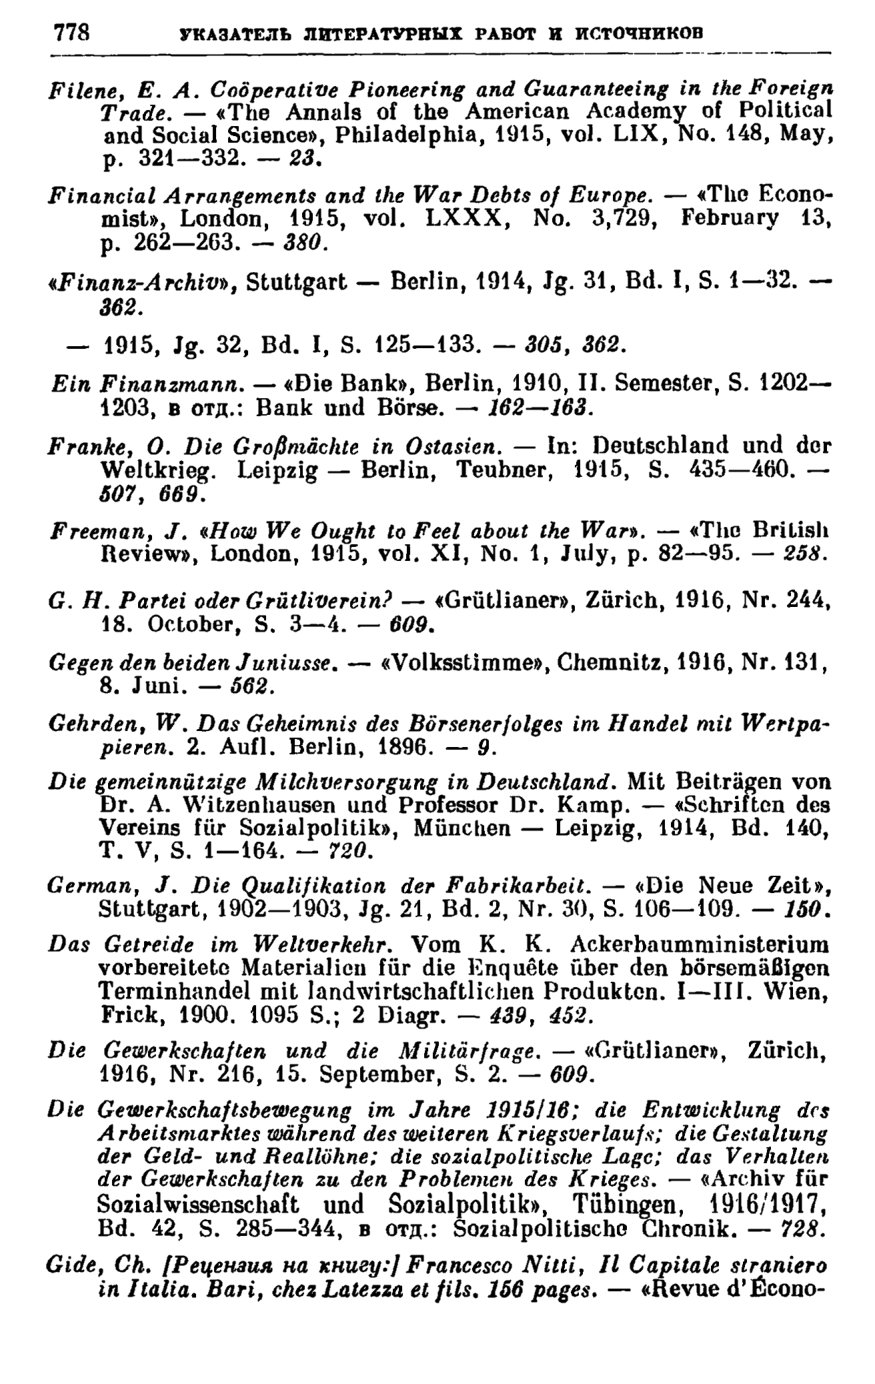 778 УКАЗАТЕЛЬ ЛИТЕРАТУРНЫХ РАБОТ И ИСТОЧНИКОВ
Filene, E. A. Coöperative Pioneering and Guaranteeing in the Foreign
Trade. — «The Annals of the American Academy of Political
and Social Science», Philadelphia, 1915, vol. LIX, No. 148, May,
p. 321—332. — 23.
Financial Arrangements and the War Debts of Europe. — «The Econo-
mist», London, 1915, vol. LXXX, No. 3,729, February 13,
p. 262—263. — 380.
«Finanz-Archiv», Stuttgart — Berlin, 1914, Jg. 31, Bd. I, S. 1—32. —
362.
— 1915, Jg. 32, Bd. I, S. 125—133. — 305, 362.
Ein Finanzmann. — «Die Bank», Berlin, 1910, II. Semester, S. 1202—
1203, в отд.: Bank und Börse. — 162—163.
Franke, O. Die Großmächte in Ostasien. — In: Deutschland und der
Weltkrieg. Leipzig — Berlin, Teubner, 1915, S. 435—460. —
507, 669.
Freeman, J. «How We Ought to Feel about the War». — «The British
Review», London, 1915, vol. XI, No. 1, July, p. 82—95. — 258.
G. H. Partei oder Grütliverein? — «Grütlianer», Zürich, 1916, Nr. 244,
18. October, S. 3—4. — 609.
Gegen den beiden Juniusse. — «Volksstimme», Chemnitz, 1916, Nr. 131,
8. Juni. — 562.
Gehrden, W. Das Geheimnis des Börsenerfolges im Handel mit Wertpa-
pieren. 2. Aufl. Berlin, 1896. — 9.
Die gemeinnützige Milchversorgung in Deutschland. Mit Beiträgen von
Dr. A. Witzenhausen und Professor Dr. Kamp. — «Schriften des
Vereins für Sozialpolitik», München — Leipzig, 1914, Bd. 140,
T. V, S. 1—164. — 720.
German, J. Die Qualifikation der Fabrikarbeit. — «Die Neue Zeit»,
Stuttgart, 1902—1903, Jg. 21, Bd. 2, Nr. 30, S. 106—109. — 150.
Das Getreide im Weltverkehr. Vom K. K. Ackerbaumministerium
vorbereitete Materialien für die Enquête über den börsemäßigen
Terminhandel mit landwirtschaftlichen Produkten. I—III. Wien,
Frick, 1900. 1095 S.; 2 Diagr. — 439, 452.
Die Gewerkschaften und die Militärfrage. — «Grütlianer», Zürich,
1916, Nr. 216, 15. September, S. 2. — 609.
Die Gewerkschaftsbewegung im Jahre 1915/16; die Entwicklung des
Arbeitsmarktes während des weiteren Kriegsverlaufs; die Gestaltung
der Geld- und Reallöhne; die sozialpolitische Lage; das Verhalten
der Gewerkschaften zu den Problemen des Krieges. — «Archiv für
Sozialwissenschaft und Sozialpolitik», Tübingen, 1916/1917,
Bd. 42, S. 285—344, в отд.: Sozialpolitische Chronik. — 728.
Gide, Ch. [Рецензия на книгу:] Francesco Nitti, Il Capitale straniero
in Italia. Bari, chez Latezza et fils. 156 pages. — «Revue d'Écono-